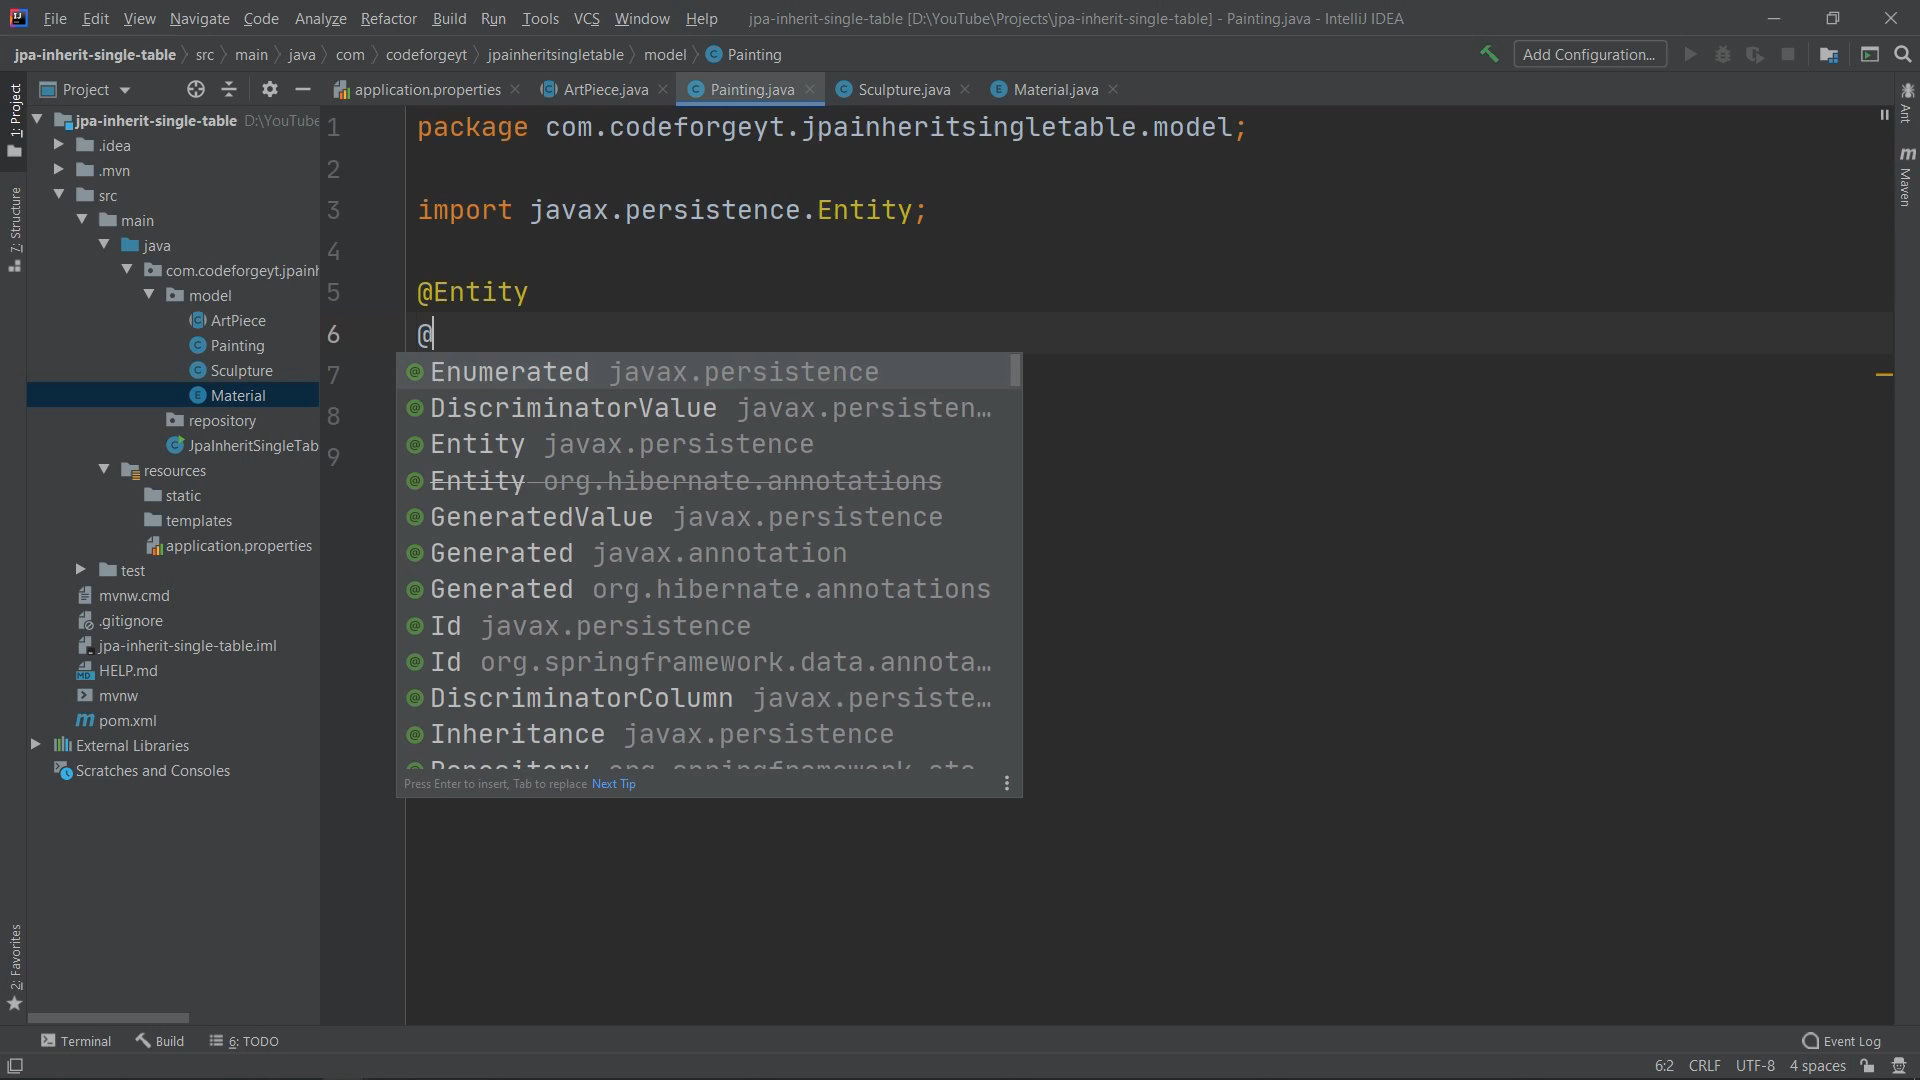 File Edit View Navigate Code Analyze Refactor Build Run Tools VCS Window Help jpa-inherit-single-table [D:\YouTube\Projects\jpa-inherit-single-table] - Painting.java - IntelliJ IDEA
jpa-inherit-single-table src main java com codeforgeyt jpainheritsingletable model Painting Add Configuration...
Project application.properties ArtPiece.java Painting.java Sculpture.java Material.java
1: Project
7: Structure
2: Favorites
jpa-inherit-single-table D:\YouTube
.idea
.mvn
src
main
java
com.codeforgeyt.jpainh
model
ArtPiece
Painting
Sculpture
Material
repository
JpaInheritSingleTab
resources
static
templates
application.properties
test
mvnw.cmd
.gitignore
jpa-inherit-single-table.iml
HELP.md
mvnw
pom.xml
External Libraries
Scratches and Consoles
1 package com.codeforgeyt.jpainheritsingletable.model;
2
3 import javax.persistence.Entity;
4
5 @Entity
6 @
7
8
9
Enumerated javax.persistence
DiscriminatorValue javax.persisten…
Entity javax.persistence
Entity org.hibernate.annotations
GeneratedValue javax.persistence
Generated javax.annotation
Generated org.hibernate.annotations
Id javax.persistence
Id org.springframework.data.annota…
DiscriminatorColumn javax.persiste…
Inheritance javax.persistence
Repository org.springframework.ste…
Press Enter to insert, Tab to replace Next Tip
Ant
Maven
Terminal Build 6: TODO Event Log
6:2 CRLF UTF-8 4 spaces